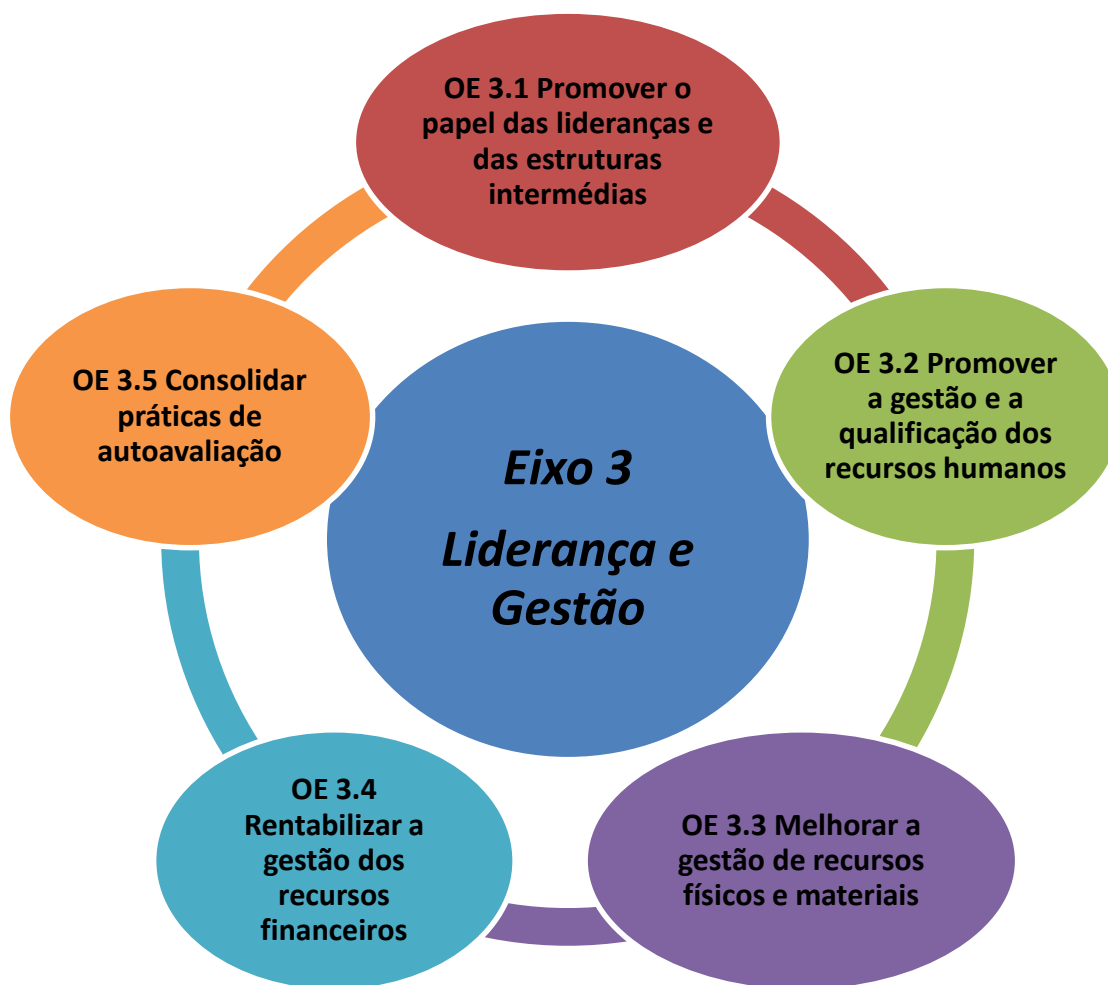 OE 3.1 Promover o
papel das lideranças e
das estruturas
intermédias
OE 3.2 Promover
a gestão e a
qualificação dos
recursos humanos
OE 3.3 Melhorar a
gestão de recursos
físicos e materiais
OE 3.4
Rentabilizar a
gestão dos
recursos
financeiros
OE 3.5 Consolidar
práticas de
autoavaliação
Eixo 3
Liderança e
Gestão